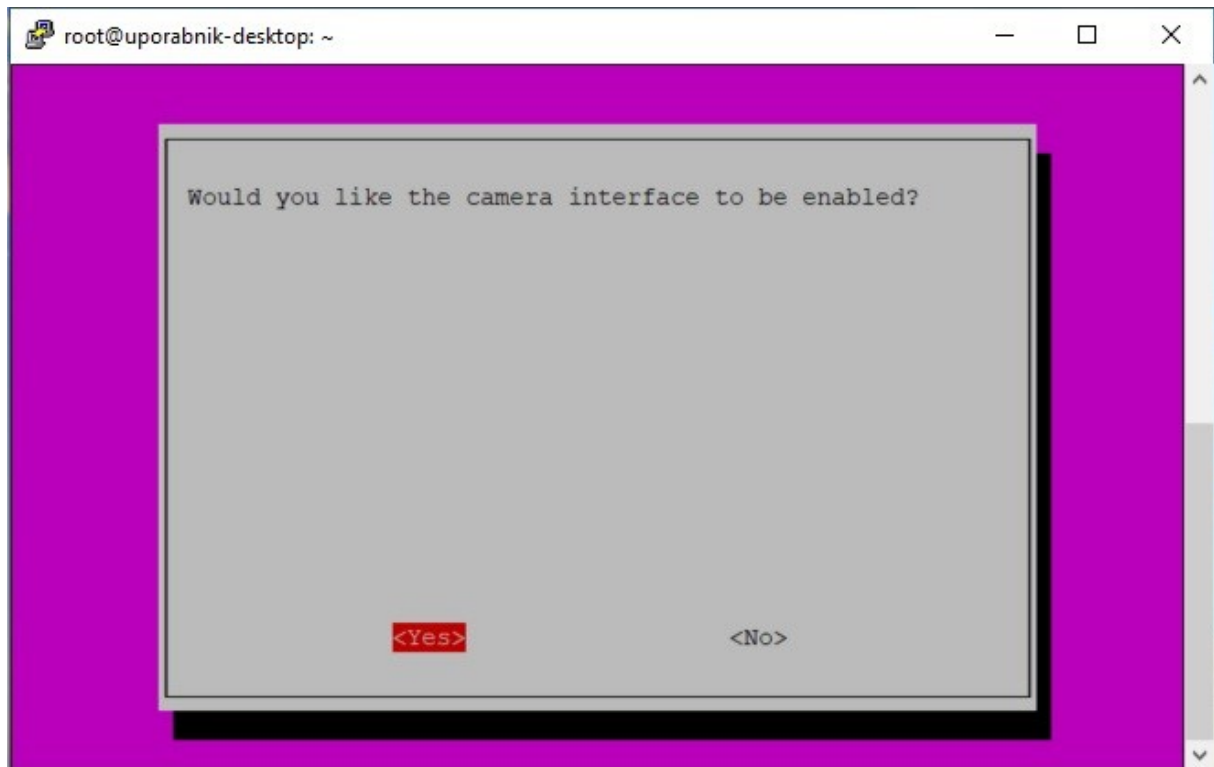 root@uporabnik-desktop: ~
Would you like the camera interface to be enabled?
<Yes> <No>